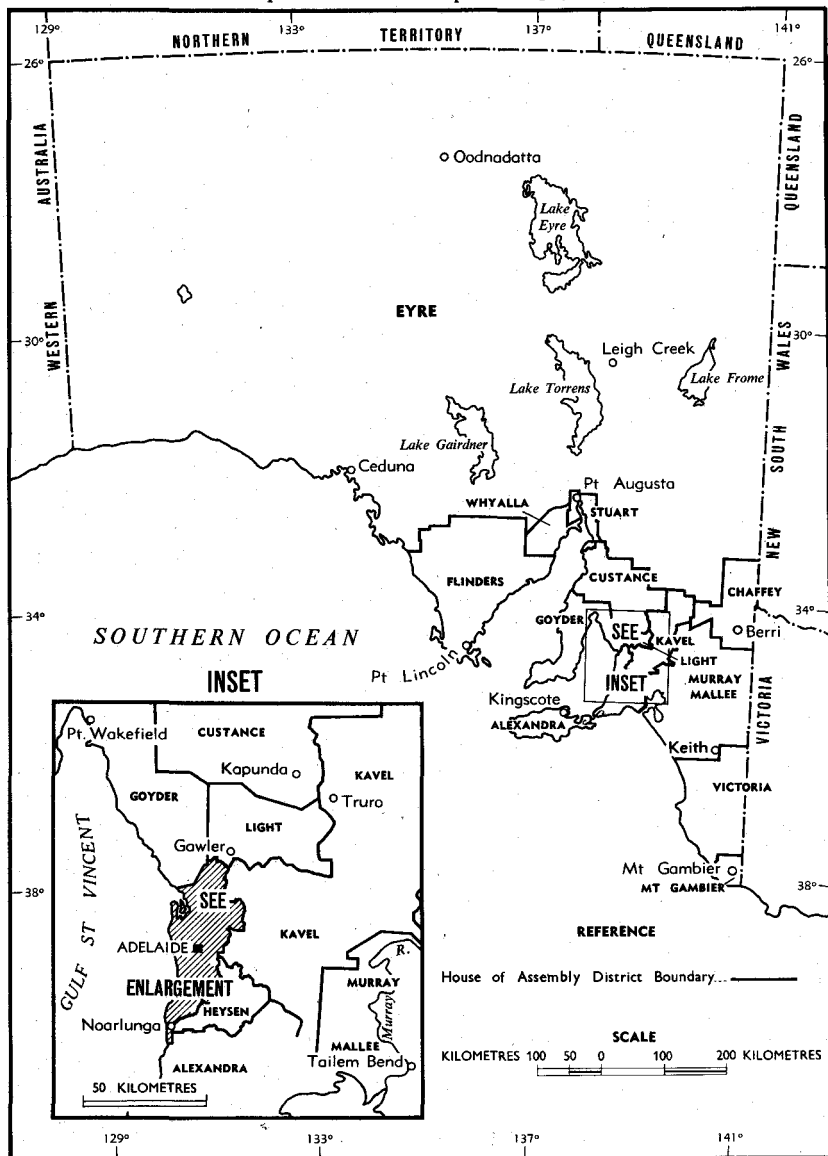 129°
133°
137°
141°
NORTHERN TERRITORY
QUEENSLAND
26°
26°
AUSTRALIA
WESTERN
QUEENSLAND
Oodnadatta
Lake
Eyre
EYRE
30°
30°
Leigh Creek
Lake Torrens
Lake Frome
Lake Gairdner
NEW SOUTH WALES
Ceduna
Pt Augusta
WHYALLA
STUART
FLINDERS
CUSTANCE
CHAFFEY
34°
34°
GOYDER
SEE
KAVEL
Berri
SOUTHERN OCEAN
LIGHT
Pt Lincoln
INSET
MURRAY
MALLEE
VICTORIA
Kingscote
ALEXANDRA
Keith
VICTORIA
Mt Gambier
MT GAMBIER
38°
38°
INSET
Pt. Wakefield
CUSTANCE
Kapunda
KAVEL
GOYDER
Truro
LIGHT
Gawler
GULF ST VINCENT
SEE
ADELAIDE
KAVEL
R.
MURRAY
ENLARGEMENT
HEYSEN
Murray
Noarlunga
MALLEE
Tailem Bend
ALEXANDRA
50 KILOMETRES
REFERENCE
House of Assembly District Boundary...
SCALE
KILOMETRES 100 50 0 100 200 KILOMETRES
129°
133°
137°
141°